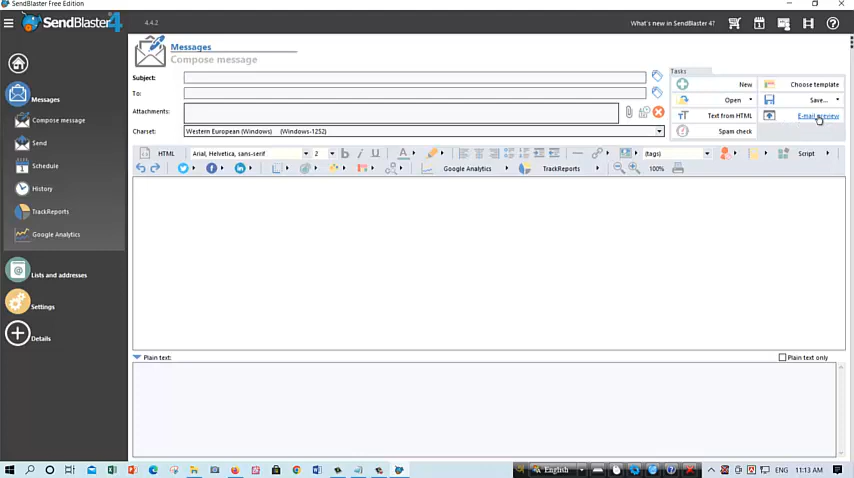 SendBlaster Free Edition
SendBlaster 4
4.4.2
What's new in SendBlaster 4?
Messages
Compose message
Subject:
To:
Attachments:
Charset:
Western European (Windows) (Windows-1252)
Tasks
New
Choose template
Open
Save...
Text from HTML
E-mail preview
Spam check
Messages
Compose message
Send
Schedule
History
TrackReports
Google Analytics
Lists and addresses
Settings
Details
HTML
Arial, Helvetica, sans-serif
2
b
i
U
A
(tags)
Script
Google Analytics
TrackReports
100%
Plain text:
Plain text only
English
ENG
11:13 AM